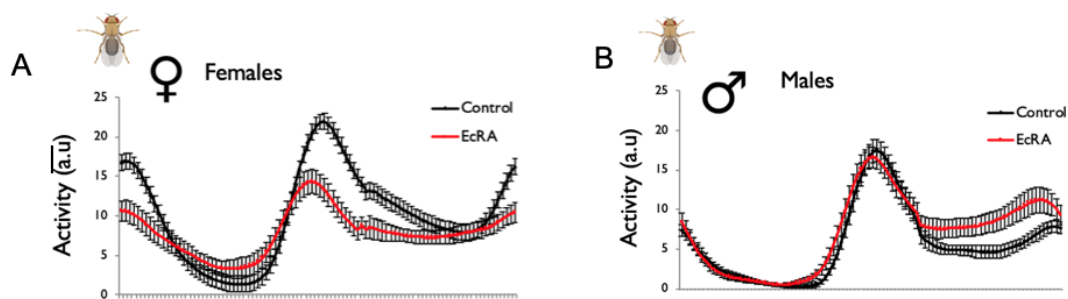 A
Females
25
20
15
10
5
0
Activity (a.u)
Control
EcRA
B
Males
25
20
15
10
5
0
Activity (a.u)
Control
EcRA